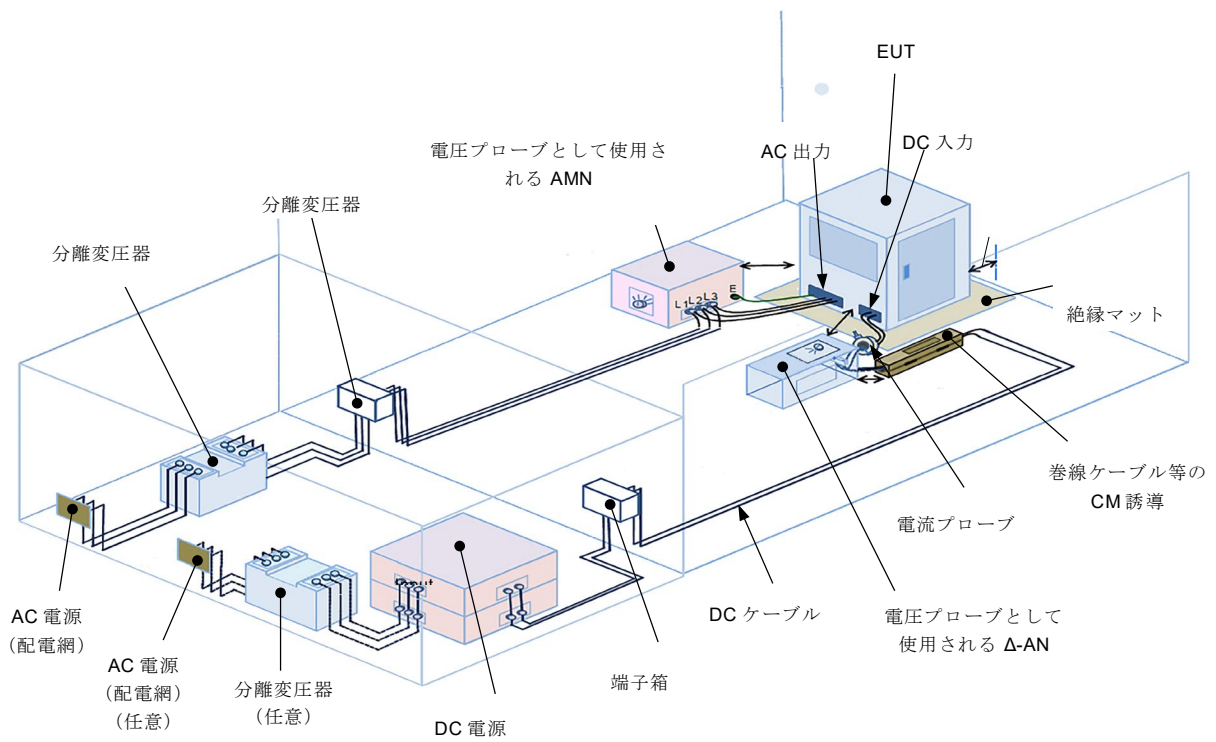 EUT
電圧プローブとして使用さ
れる AMN
AC 出力
DC 入力
分離変圧器
分離変圧器
L1
L2
L3
E
絶縁マット
巻線ケーブル等の
CM 誘導
電流プローブ
電圧プローブとして
使用される Δ-AN
DC ケーブル
端子箱
DC 電源
分離変圧器
（任意）
AC 電源
（配電網）
（任意）
AC 電源
（配電網）